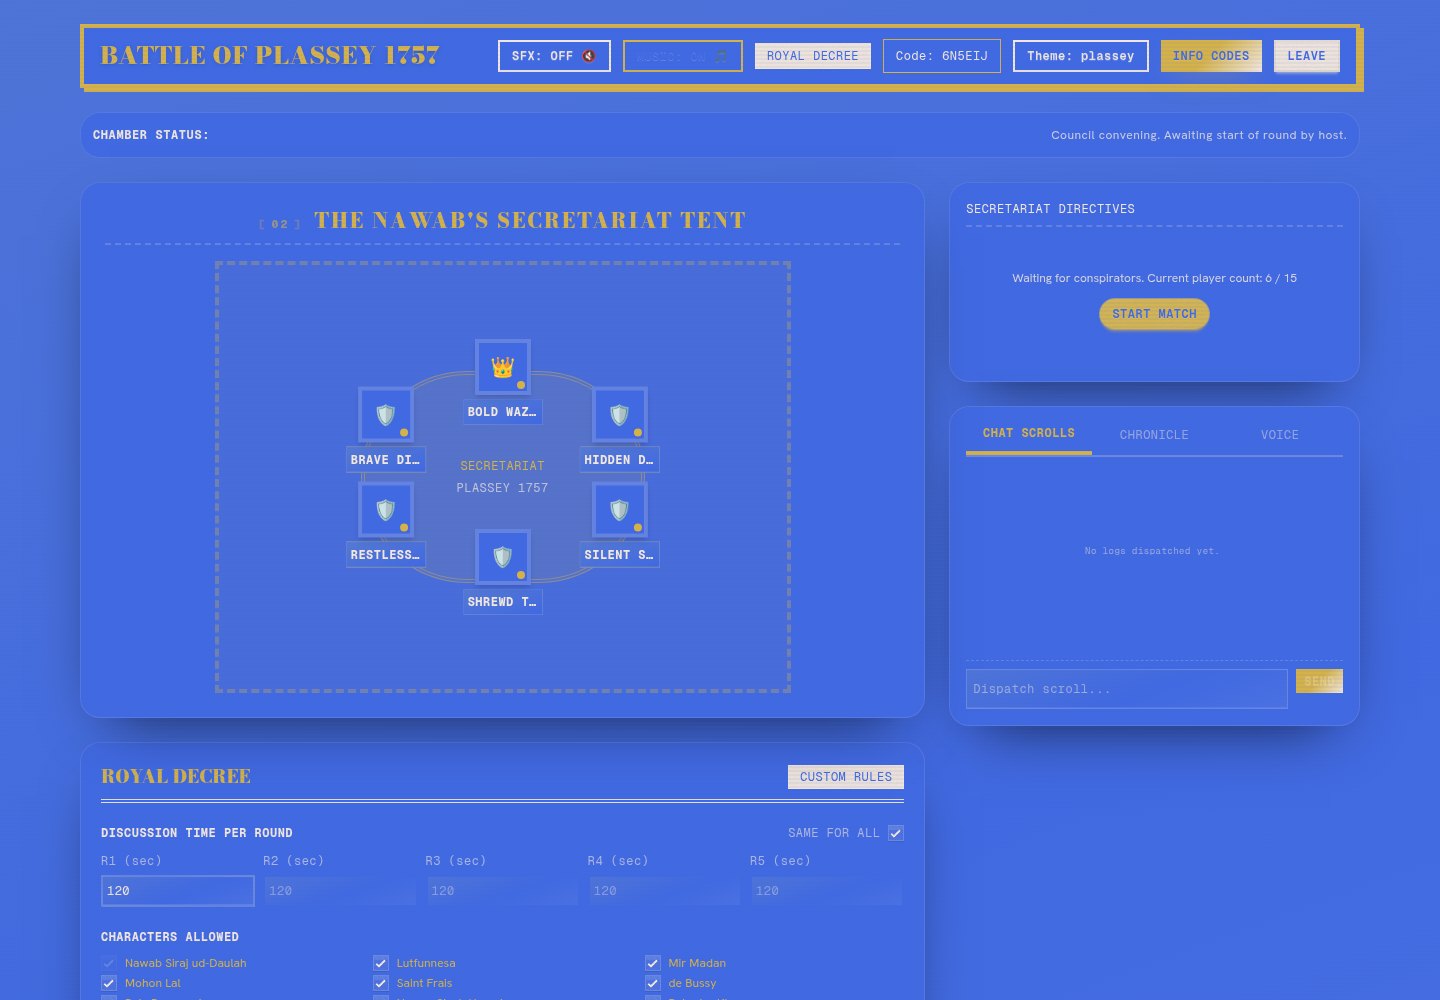 BATTLE OF PLASSEY 1757
SFX: OFF 🔇
MUSIC: ON 🎵
ROYAL DECREE
Code: 6N5EIJ
Theme: plassey
INFO CODES
LEAVE
CHAMBER STATUS:
Council convening. Awaiting start of round by host.
[ 02 ] THE NAWAB'S SECRETARIAT TENT
BOLD WAZ…
BRAVE DI…
HIDDEN D…
SECRETARIAT
PLASSEY 1757
RESTLESS…
SILENT S…
SHREWD T…
SECRETARIAT DIRECTIVES
Waiting for conspirators. Current player count: 6 / 15
START MATCH
CHAT SCROLLS
CHRONICLE
VOICE
No logs dispatched yet.
Dispatch scroll...
SEND
ROYAL DECREE
CUSTOM RULES
DISCUSSION TIME PER ROUND
SAME FOR ALL
R1 (sec) R2 (sec) R3 (sec) R4 (sec) R5 (sec)
120 120 120 120 120
CHARACTERS ALLOWED
Nawab Siraj ud-Daulah Lutfunnesa Mir Madan
Mohon Lal Saint Frais de Bussy